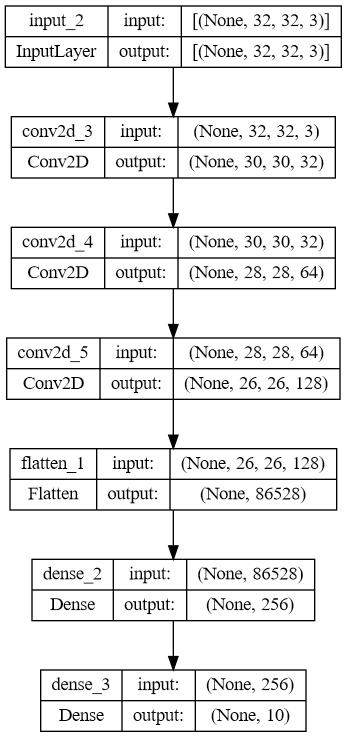 input_2 input: [(None, 32, 32, 3)]
InputLayer output: [(None, 32, 32, 3)]
conv2d_3 input: (None, 32, 32, 3)
Conv2D output: (None, 30, 30, 32)
conv2d_4 input: (None, 30, 30, 32)
Conv2D output: (None, 28, 28, 64)
conv2d_5 input: (None, 28, 28, 64)
Conv2D output: (None, 26, 26, 128)
flatten_1 input: (None, 26, 26, 128)
Flatten output: (None, 86528)
dense_2 input: (None, 86528)
Dense output: (None, 256)
dense_3 input: (None, 256)
Dense output: (None, 10)